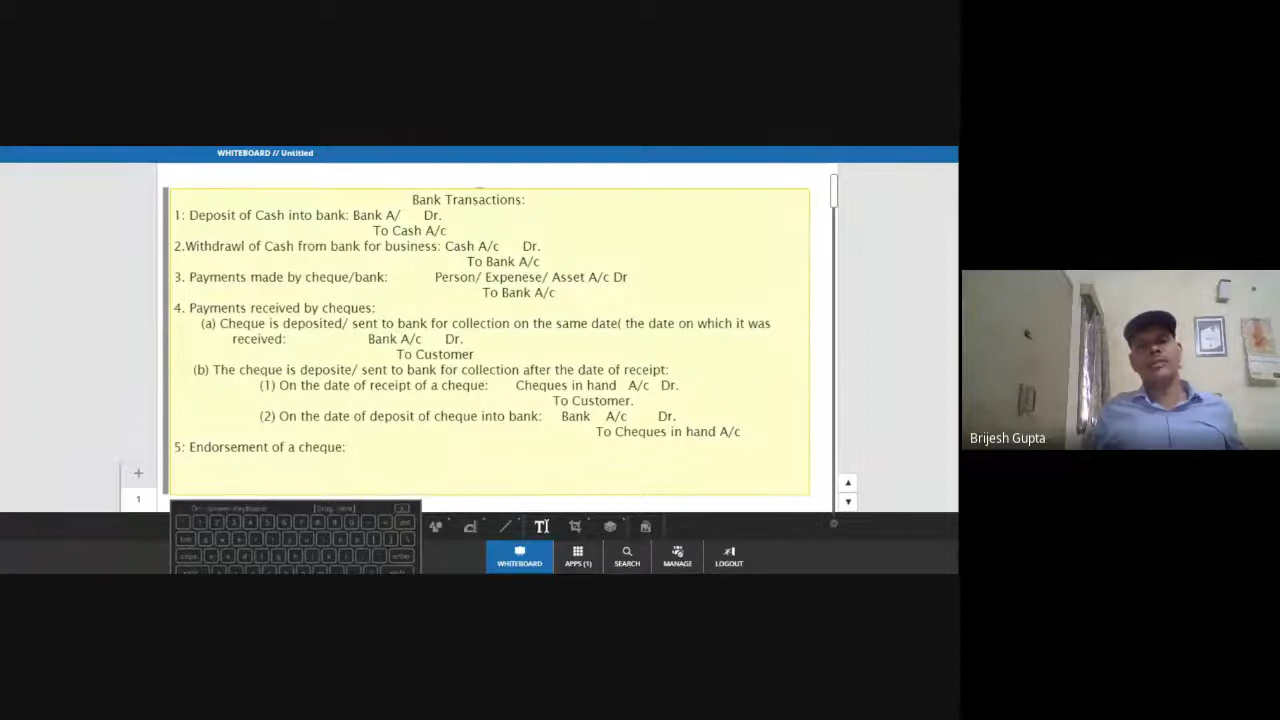 WHITEBOARD // Untitled
Bank Transactions:
1: Deposit of Cash into bank: Bank A/ Dr.
To Cash A/c
2.Withdrawl of Cash from bank for business: Cash A/c Dr.
To Bank A/c
3. Payments made by cheque/bank: Person/ Expenese/ Asset A/c Dr
To Bank A/c
4. Payments received by cheques:
(a) Cheque is deposited/ sent to bank for collection on the same date( the date on which it was
received: Bank A/c Dr.
To Customer
(b) The cheque is deposite/ sent to bank for collection after the date of receipt:
(1) On the date of receipt of a cheque: Cheques in hand A/c Dr.
To Customer.
(2) On the date of deposit of cheque into bank: Bank A/c Dr.
To Cheques in hand A/c
5: Endorsement of a cheque:
1
WHITEBOARD
APPS (1)
SEARCH
MANAGE
LOGOUT
Brijesh Gupta